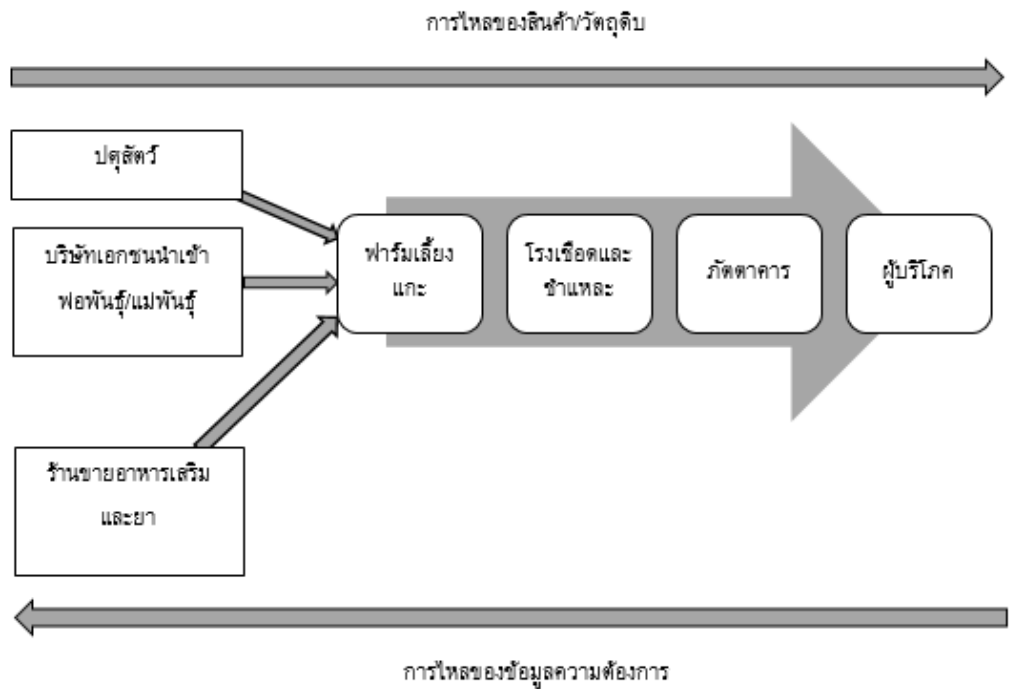 การไหลของสินค้า/วัตถุดิบ
ปศุสัตว์
บริษัทเอกชนนำเข้า
พ่อพันธุ์/แม่พันธุ์
ร้านขายอาหารเสริม
และยา
ฟาร์มเลี้ยง
แกะ
โรงเชือดและ
ชำแหละ
ภัตตาคาร
ผู้บริโภค
การไหลของข้อมูลความต้องการ